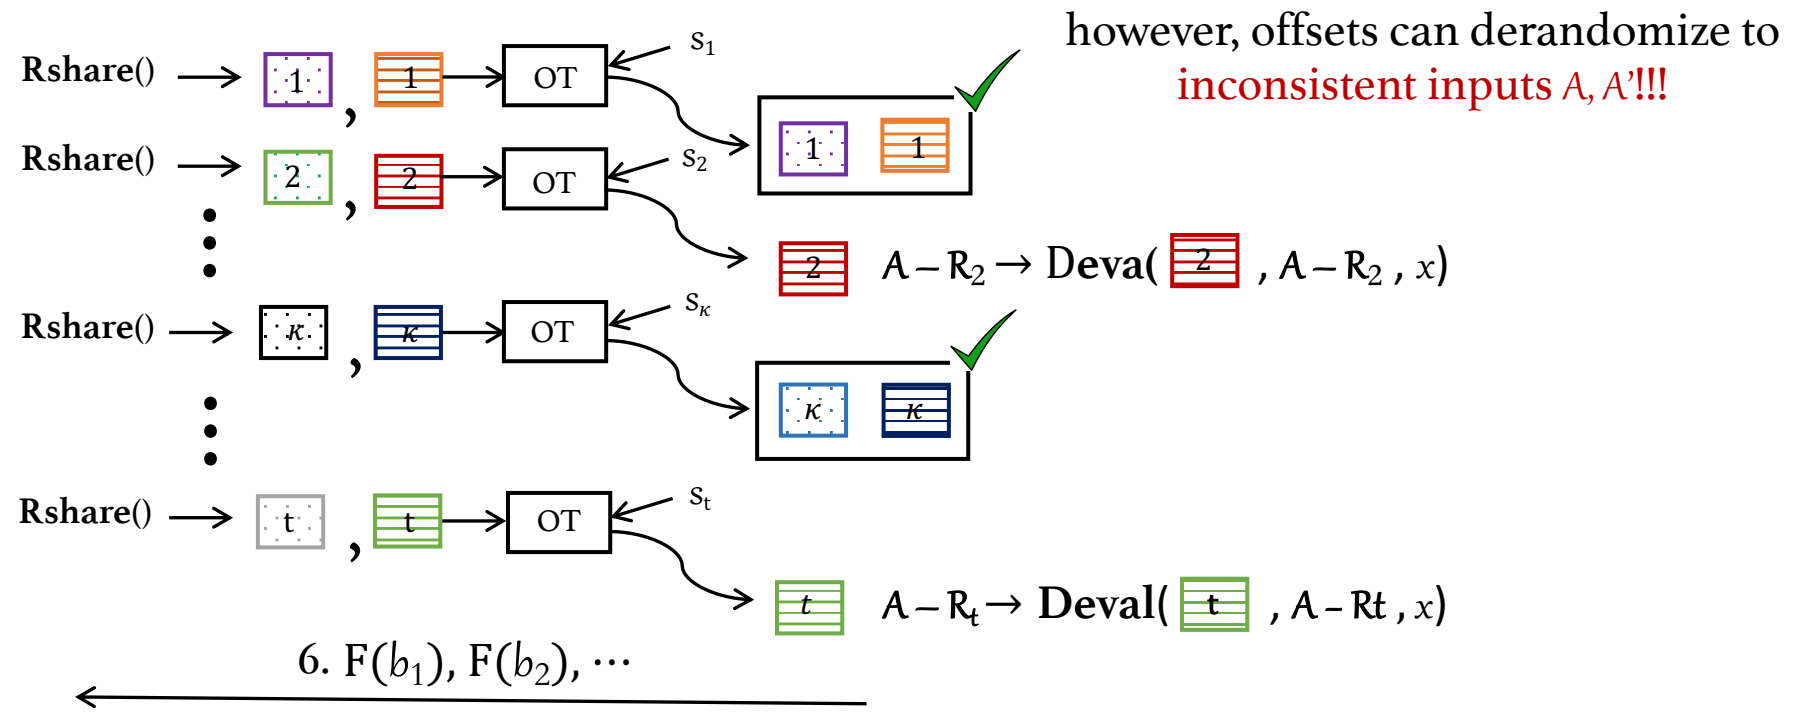 however, offsets can derandomize to
inconsistent inputs A, A’!!!
Rshare() 1 , 1 OT s₁
1 1
Rshare() 2 , 2 OT s₂
2 A – R₂ → Deva( 2 , A – R₂ , x)
Rshare() κ , κ OT sκ
κ κ
Rshare() t , t OT sₜ
t A – Rₜ → Deval( t , A – Rt , x)
6. F(b₁), F(b₂), ⋯